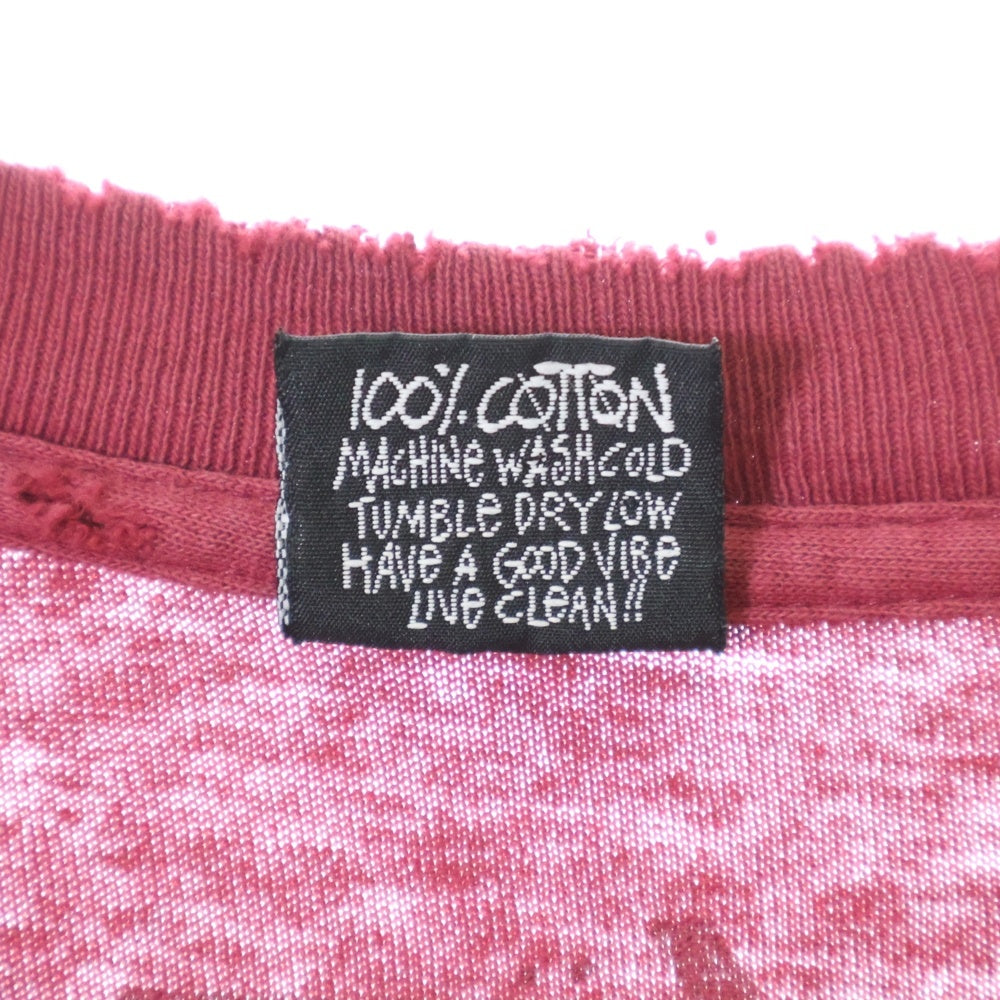 100% COTTON
MACHINE WASH COLD
TUMBLE DRY LOW
HAVE A GOOD VIBE
LIVE CLEAN!!